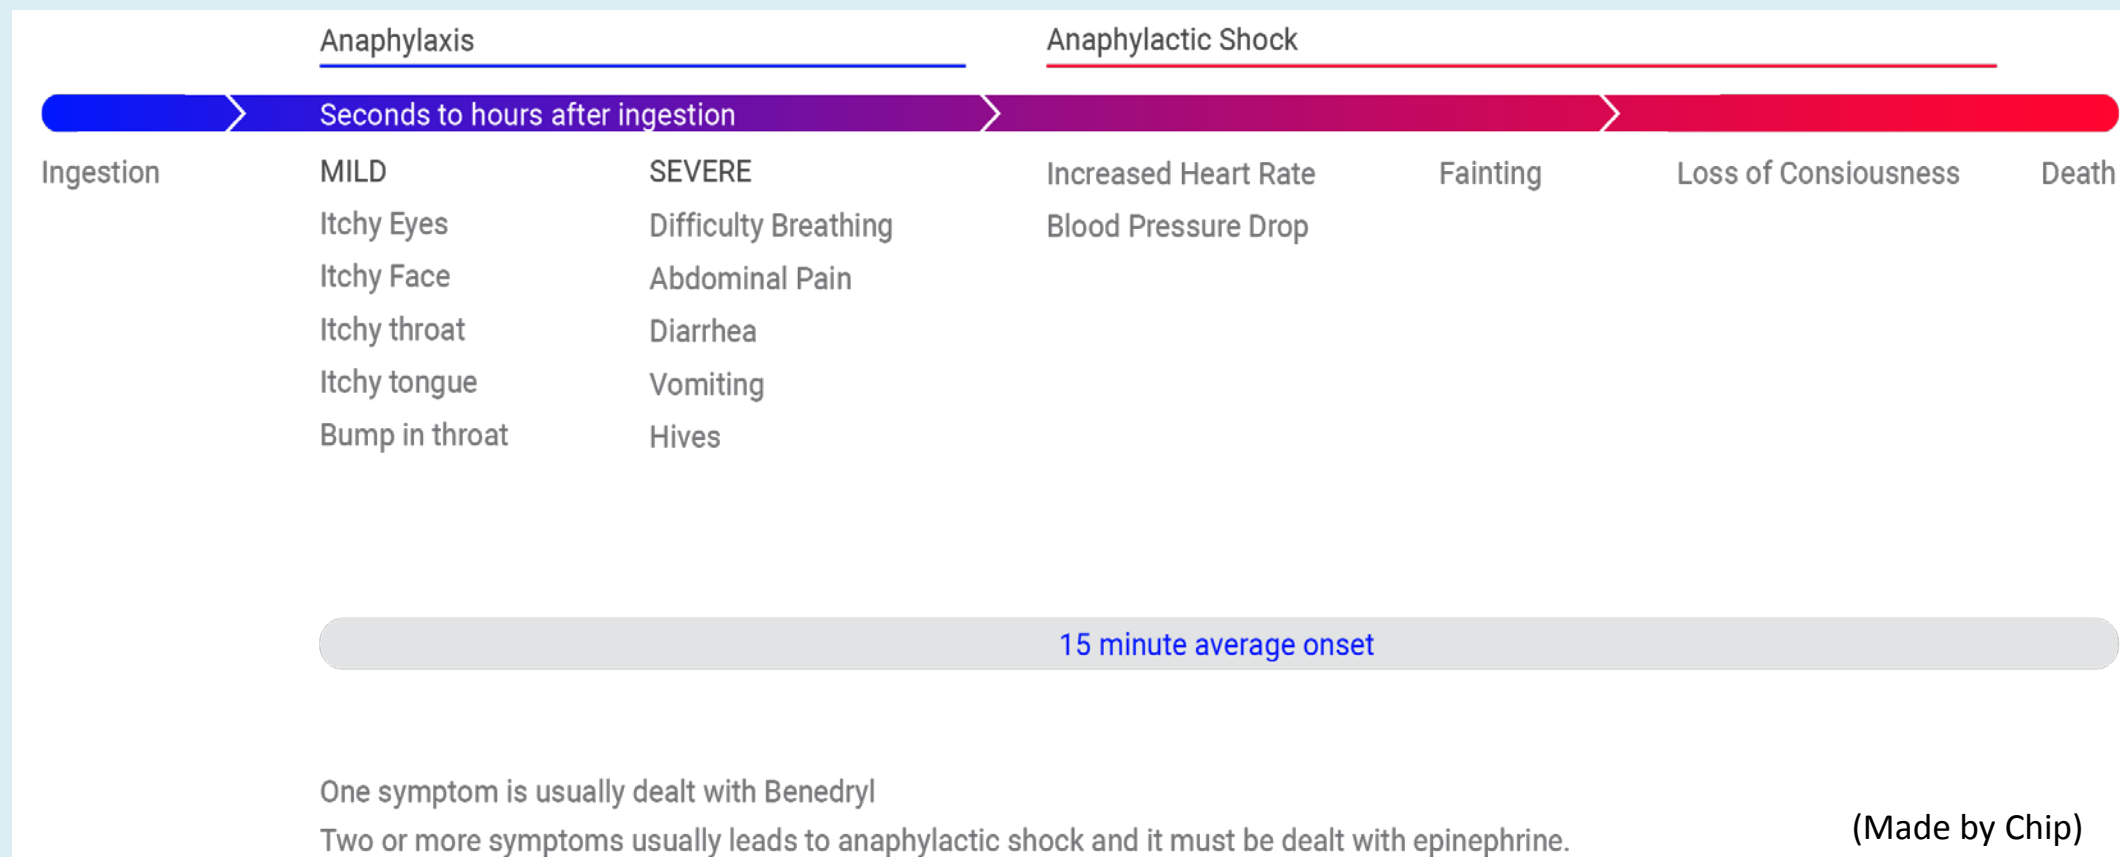 Anaphylaxis
Anaphylactic Shock
Seconds to hours after ingestion
Ingestion
MILD
Itchy Eyes
Itchy Face
Itchy throat
Itchy tongue
Bump in throat
SEVERE
Difficulty Breathing
Abdominal Pain
Diarrhea
Vomiting
Hives
Increased Heart Rate
Blood Pressure Drop
Fainting
Loss of Consiousness
Death
15 minute average onset
One symptom is usually dealt with Benedryl
Two or more symptoms usually leads to anaphylactic shock and it must be dealt with epinephrine.
(Made by Chip)